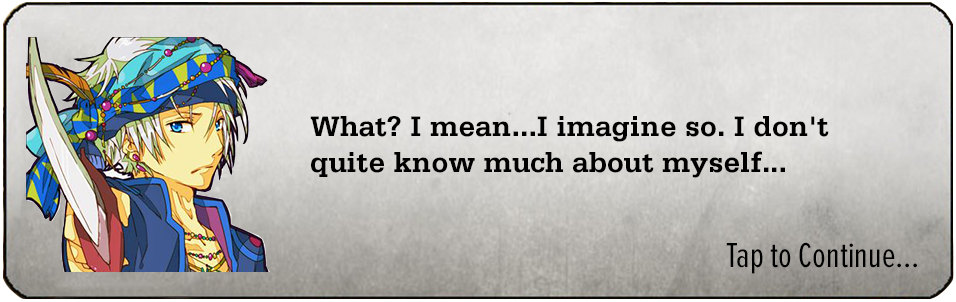 What? I mean...I imagine so. I don't
quite know much about myself...
Tap to Continue...